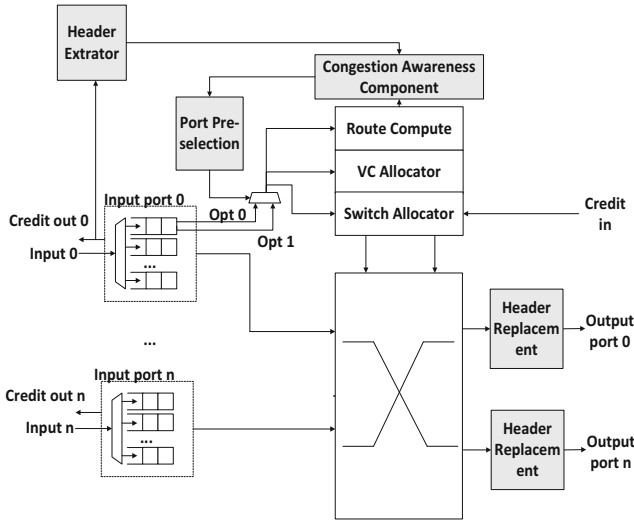 Header
Extrator
Congestion Awareness
Component
Port Pre-
selection
Route Compute
VC Allocator
Switch Allocator
Input port 0
Credit out 0
Input 0
Opt 0
Opt 1
...
Credit
in
...
Input port n
Credit out n
Input n
...
Header
Replacem
ent
Output
port 0
Header
Replacem
ent
Output
port n